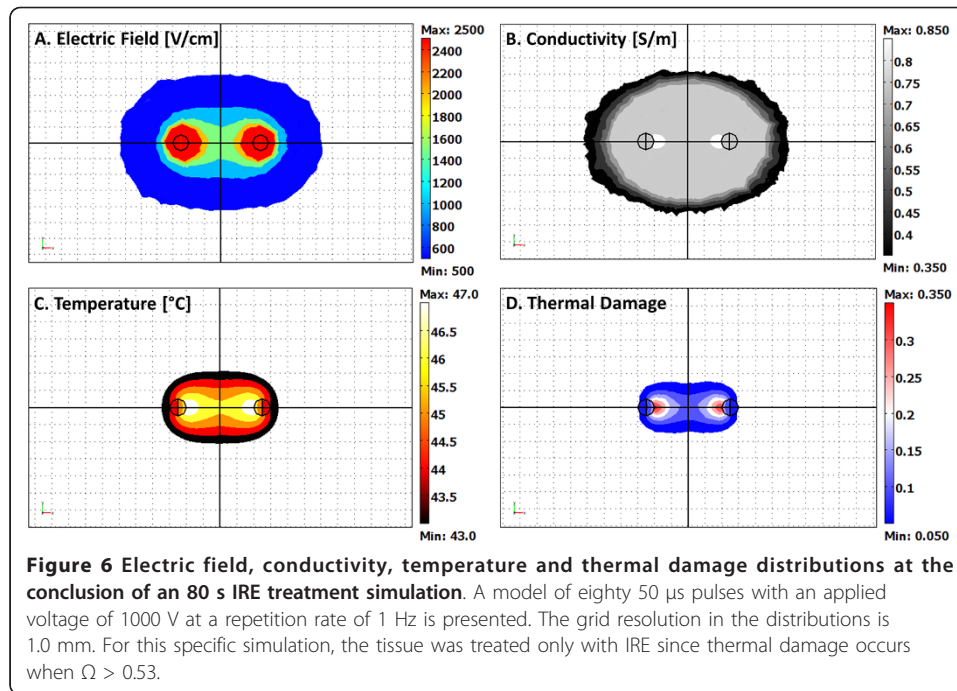 A. Electric Field [V/cm]
Max: 2500
2400
2200
2000
1800
1600
1400
1200
1000
800
600
Min: 500
B. Conductivity [S/m]
Max: 0.850
0.8
0.75
0.7
0.65
0.6
0.55
0.5
0.45
0.4
Min: 0.350
C. Temperature [°C]
Max: 47.0
46.5
46
45.5
45
44.5
44
43.5
Min: 43.0
D. Thermal Damage
Max: 0.350
0.3
0.25
0.2
0.15
0.1
Min: 0.050
Figure 6 Electric field, conductivity, temperature and thermal damage distributions at the
conclusion of an 80 s IRE treatment simulation. A model of eighty 50 μs pulses with an applied
voltage of 1000 V at a repetition rate of 1 Hz is presented. The grid resolution in the distributions is
1.0 mm. For this specific simulation, the tissue was treated only with IRE since thermal damage occurs
when Ω > 0.53.